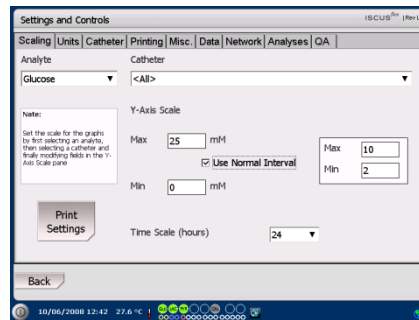 Settings and Controls
ISCUSflex
Scaling Units Catheter Printing Misc. Data Network Analyses QA
Analyte
Catheter
Glucose
<All>
Note:
Set the scale for the graphs
by first selecting an analyte,
then selecting a catheter and
finally modifying fields in the Y-
Axis Scale pane
Y-Axis Scale
Max 25 mM
Use Normal Interval
Min 0 mM
Max 10
Min 2
Print
Settings
Time Scale (hours) 24
Back
10/06/2008 12:42 27.6 °C